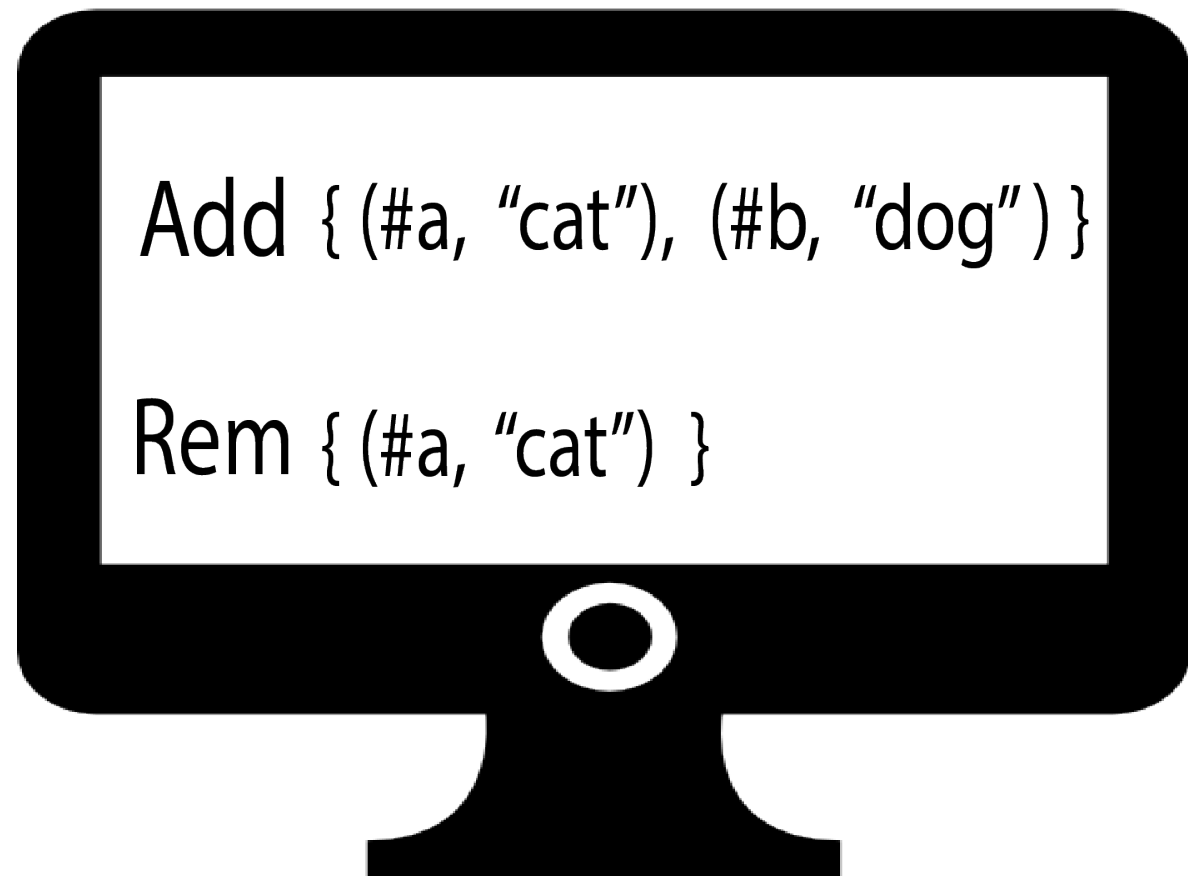 Add { (#a, “cat”), (#b, “dog” ) }
Rem { (#a, “cat”) }